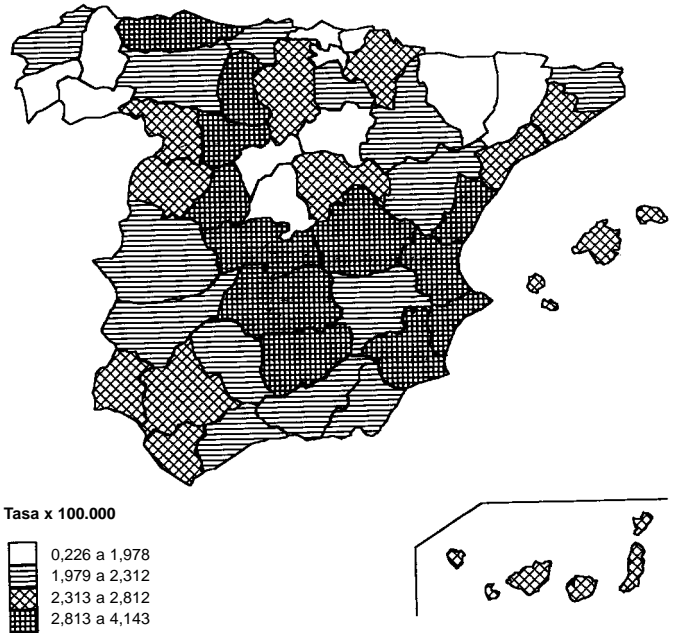 Tasa x 100.000
0,226 a 1,978
1,979 a 2,312
2,313 a 2,812
2,813 a 4,143